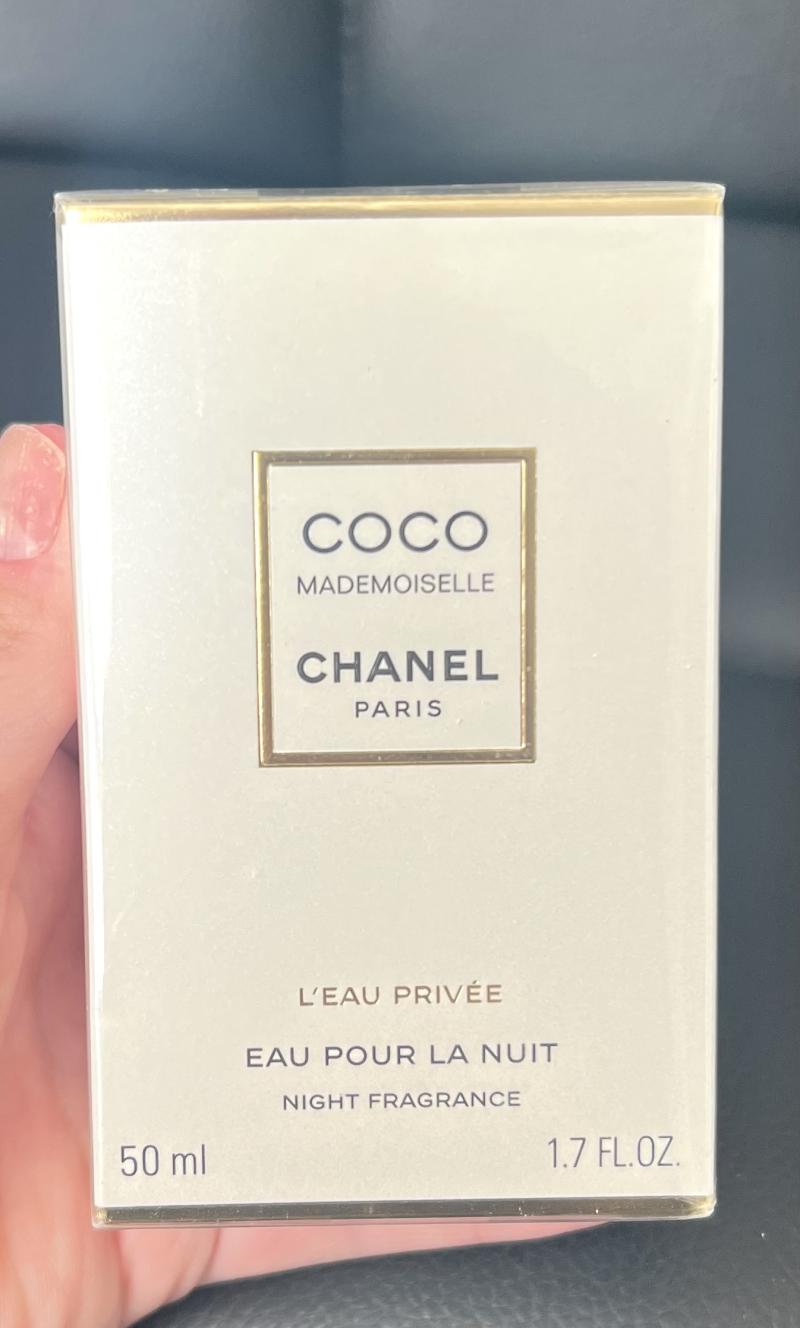 COCO
MADEMOISELLE
CHANEL
PARIS
L'EAU PRIVÉE
EAU POUR LA NUIT
NIGHT FRAGRANCE
50 ml 1.7 FL.OZ.